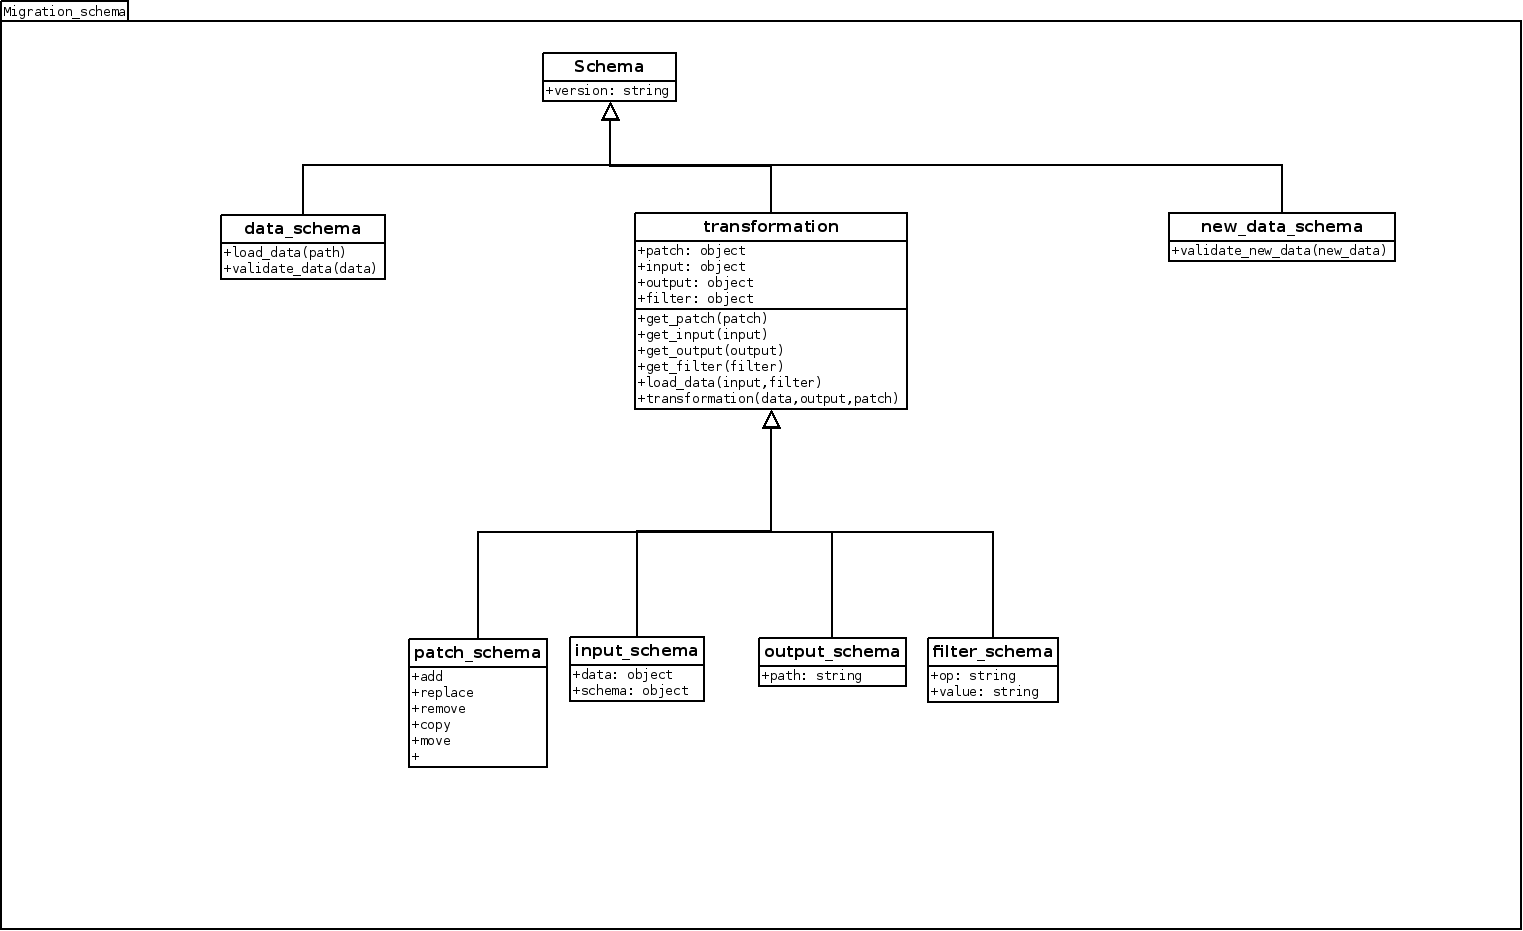 Migration_schema
Schema
+version: string
data_schema
+load_data(path)
+validate_data(data)
transformation
+patch: object
+input: object
+output: object
+filter: object
+get_patch(patch)
+get_input(input)
+get_output(output)
+get_filter(filter)
+load_data(input,filter)
+transformation(data,output,patch)
new_data_schema
+validate_new_data(new_data)
patch_schema
+add
+replace
+remove
+copy
+move
+
input_schema
+data: object
+schema: object
output_schema
+path: string
filter_schema
+op: string
+value: string